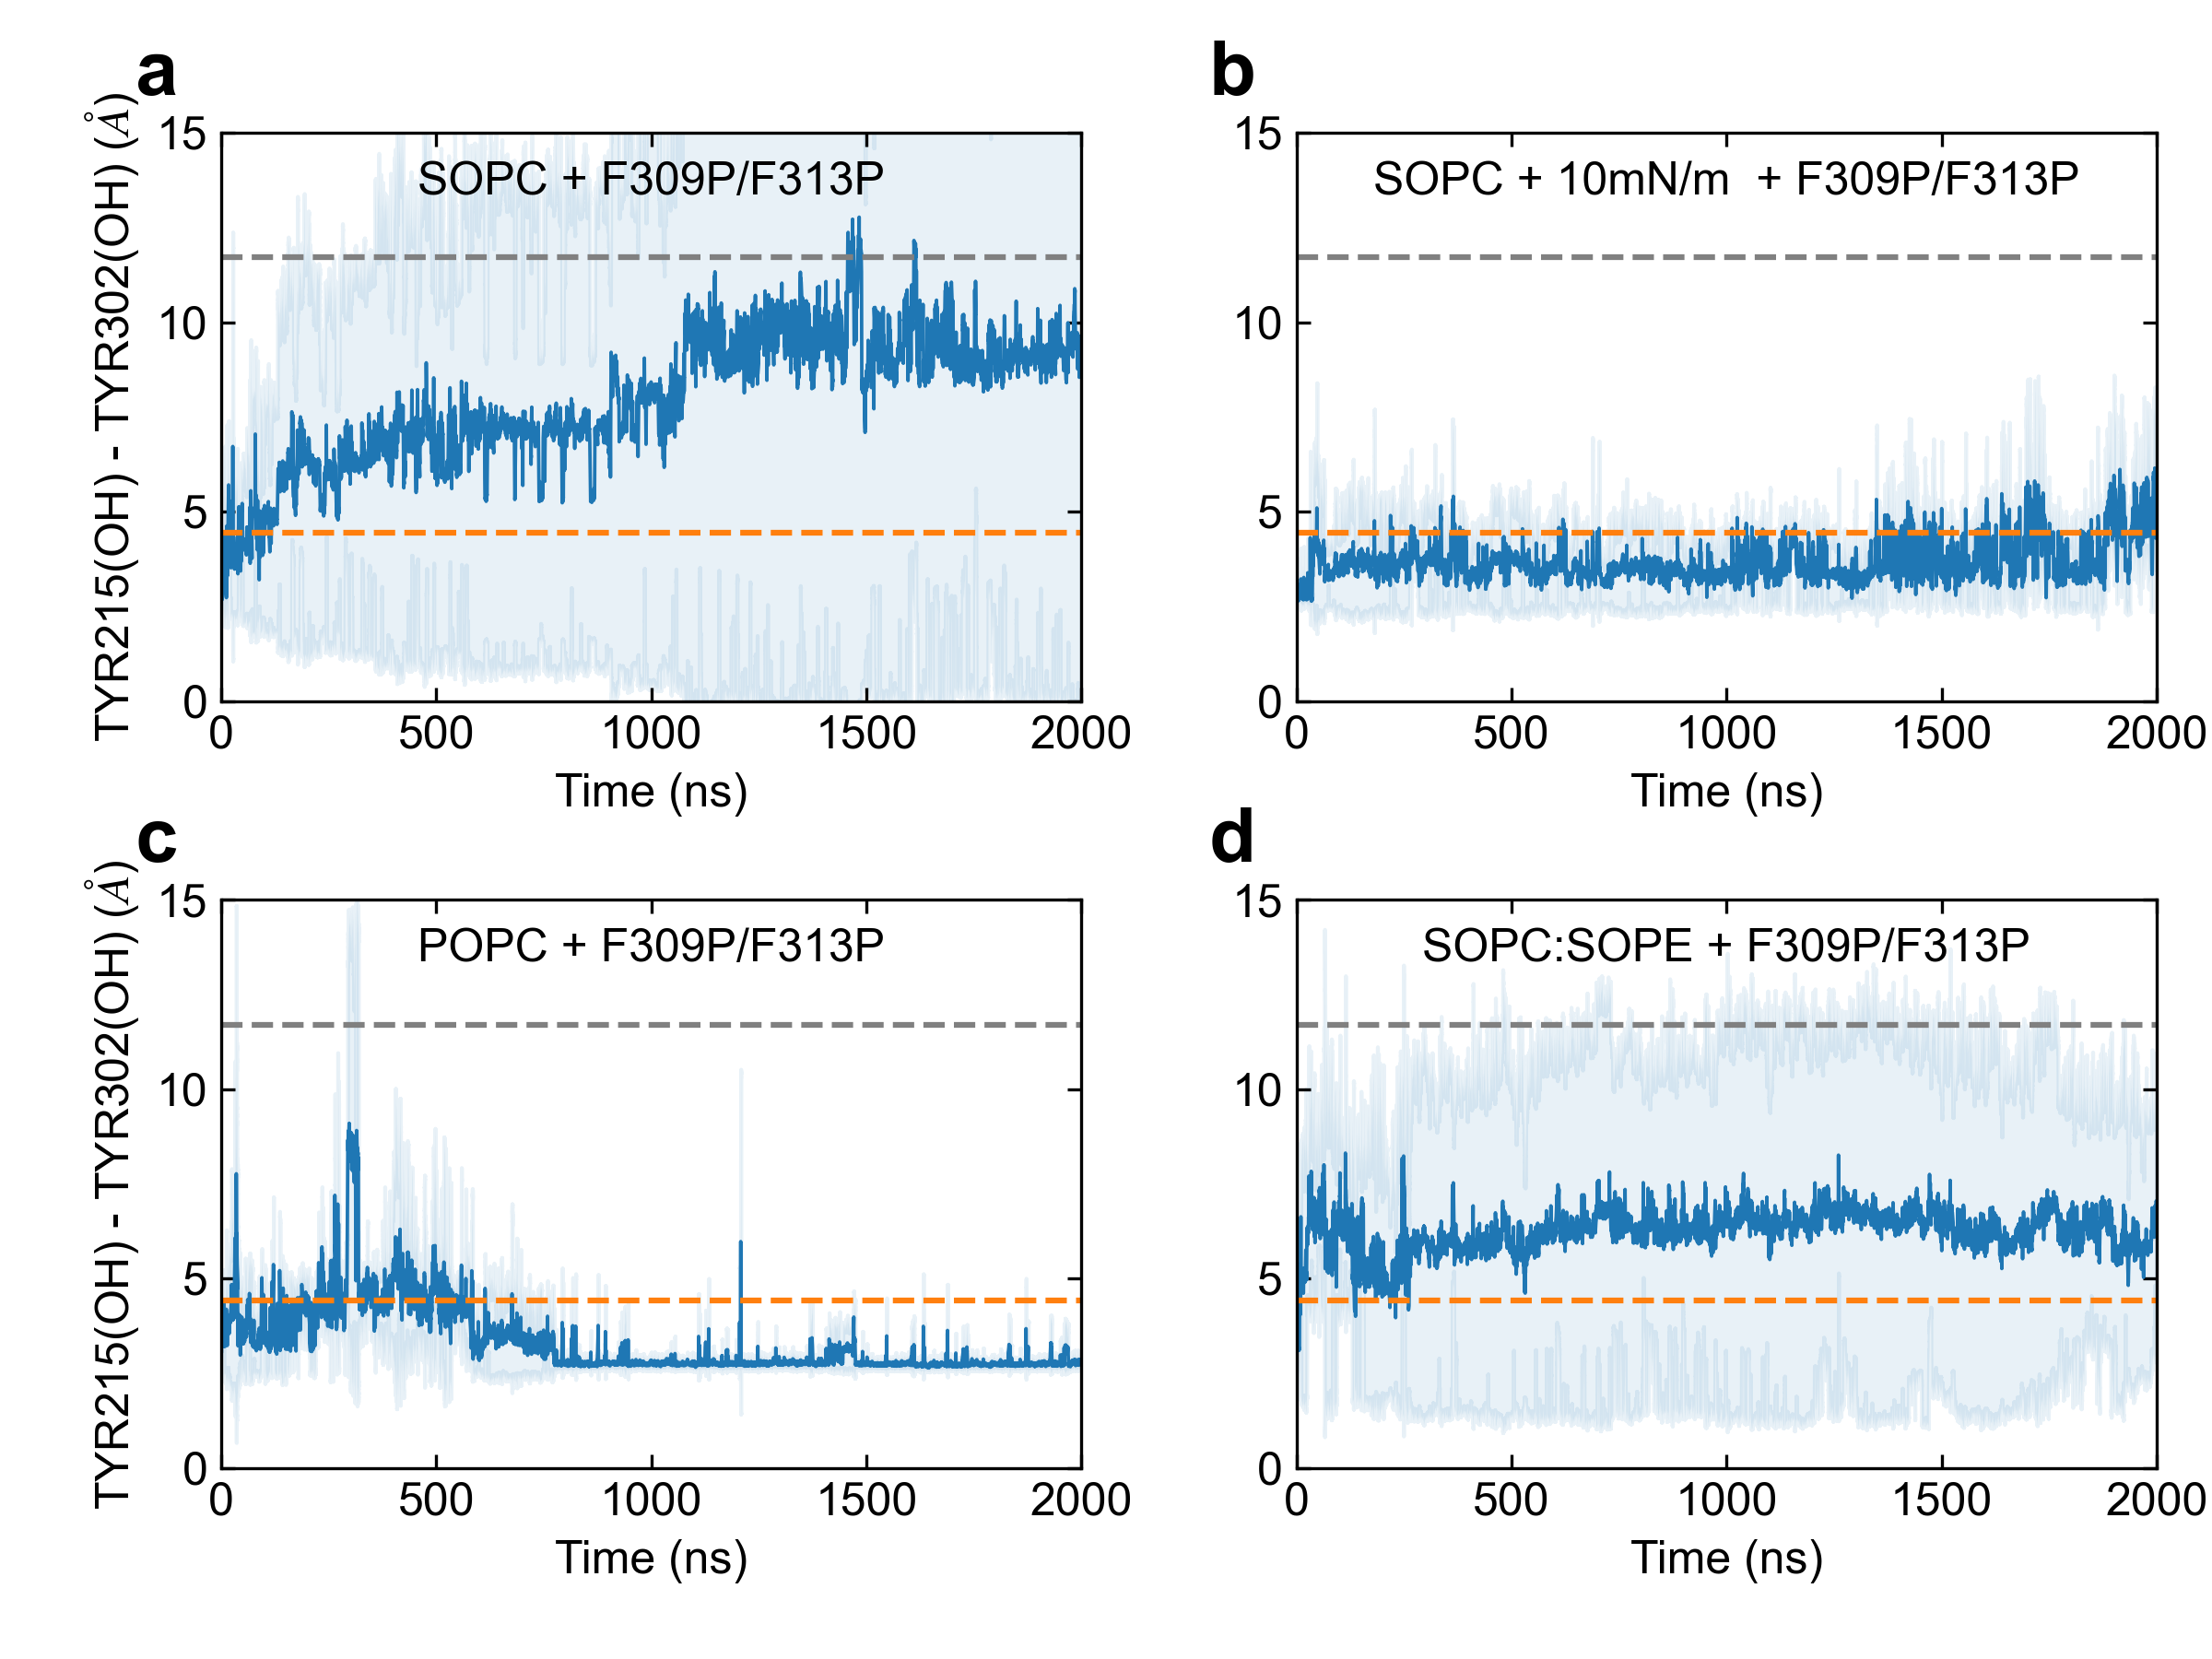 a
TYR215(OH) - TYR302(OH) (Å)
15
10
5
0
SOPC + F309P/F313P
0 500 1000 1500 2000
Time (ns)
b
15
10
5
0
SOPC + 10mN/m + F309P/F313P
0 500 1000 1500 2000
Time (ns)
c
TYR215(OH) - TYR302(OH) (Å)
15
10
5
0
POPC + F309P/F313P
0 500 1000 1500 2000
Time (ns)
d
15
10
5
0
SOPC:SOPE + F309P/F313P
0 500 1000 1500 2000
Time (ns)